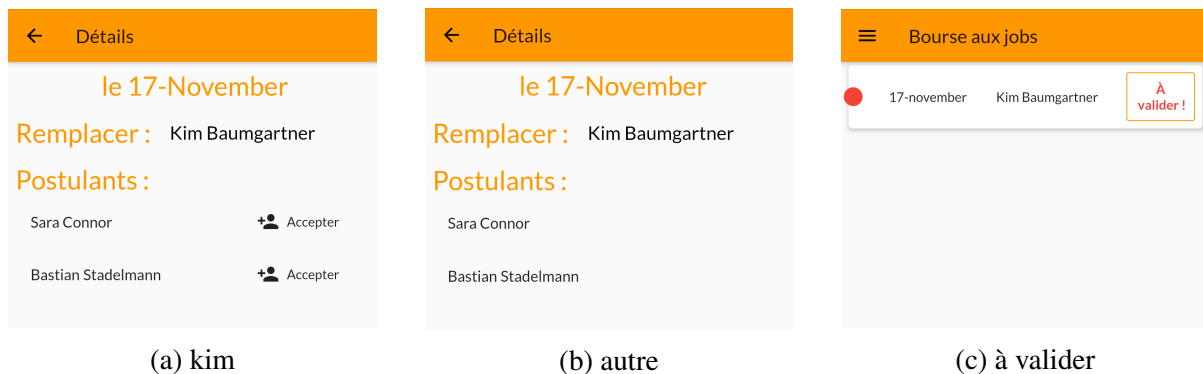 Détails
le 17-November
Remplacer : Kim Baumgartner
Postulants :
Sara Connor Accepter
Bastian Stadelmann Accepter
(a) kim
Détails
le 17-November
Remplacer : Kim Baumgartner
Postulants :
Sara Connor
Bastian Stadelmann
(b) autre
Bourse aux jobs
17-november Kim Baumgartner À
valider !
(c) à valider